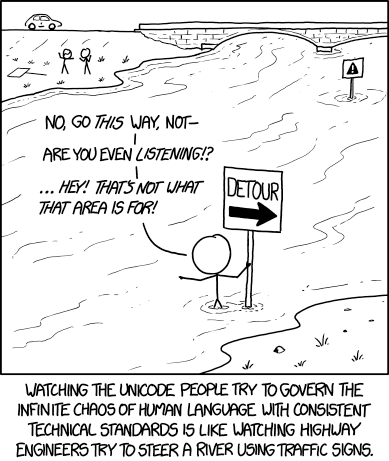 NO, GO THIS WAY, NOT—
ARE YOU EVEN LISTENING!?
... HEY! THAT'S NOT WHAT
THAT AREA IS FOR!
DETOUR
WATCHING THE UNICODE PEOPLE TRY TO GOVERN THE
INFINITE CHAOS OF HUMAN LANGUAGE WITH CONSISTENT
TECHNICAL STANDARDS IS LIKE WATCHING HIGHWAY
ENGINEERS TRY TO STEER A RIVER USING TRAFFIC SIGNS.